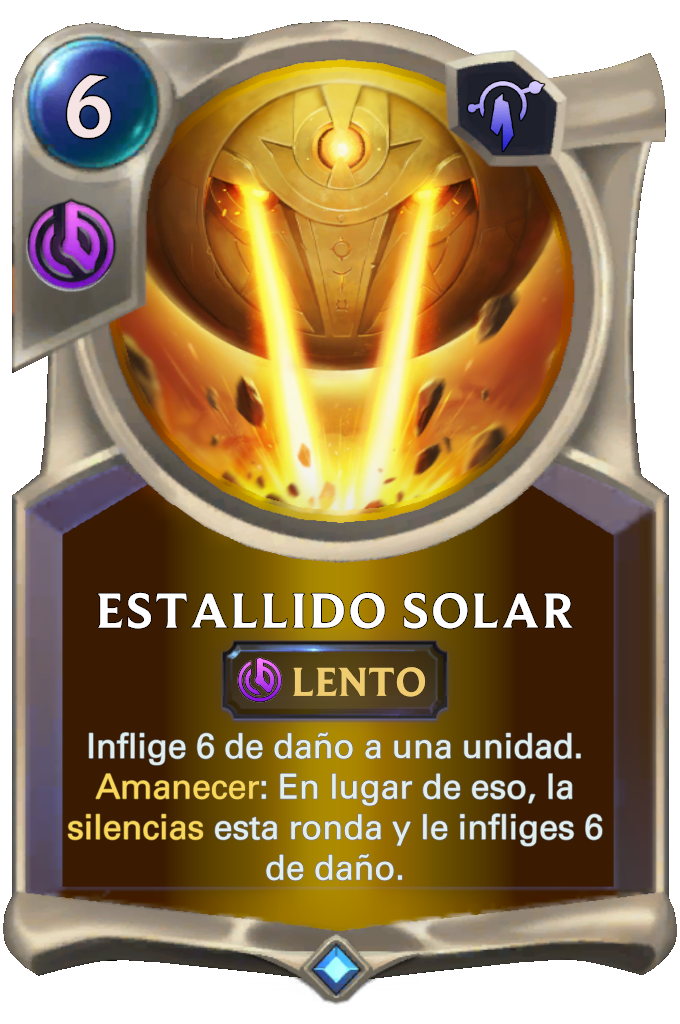 6
ESTALLIDO SOLAR
LENTO
Inflige 6 de daño a una unidad.
Amanecer: En lugar de eso, la
silencias esta ronda y le infliges 6
de daño.